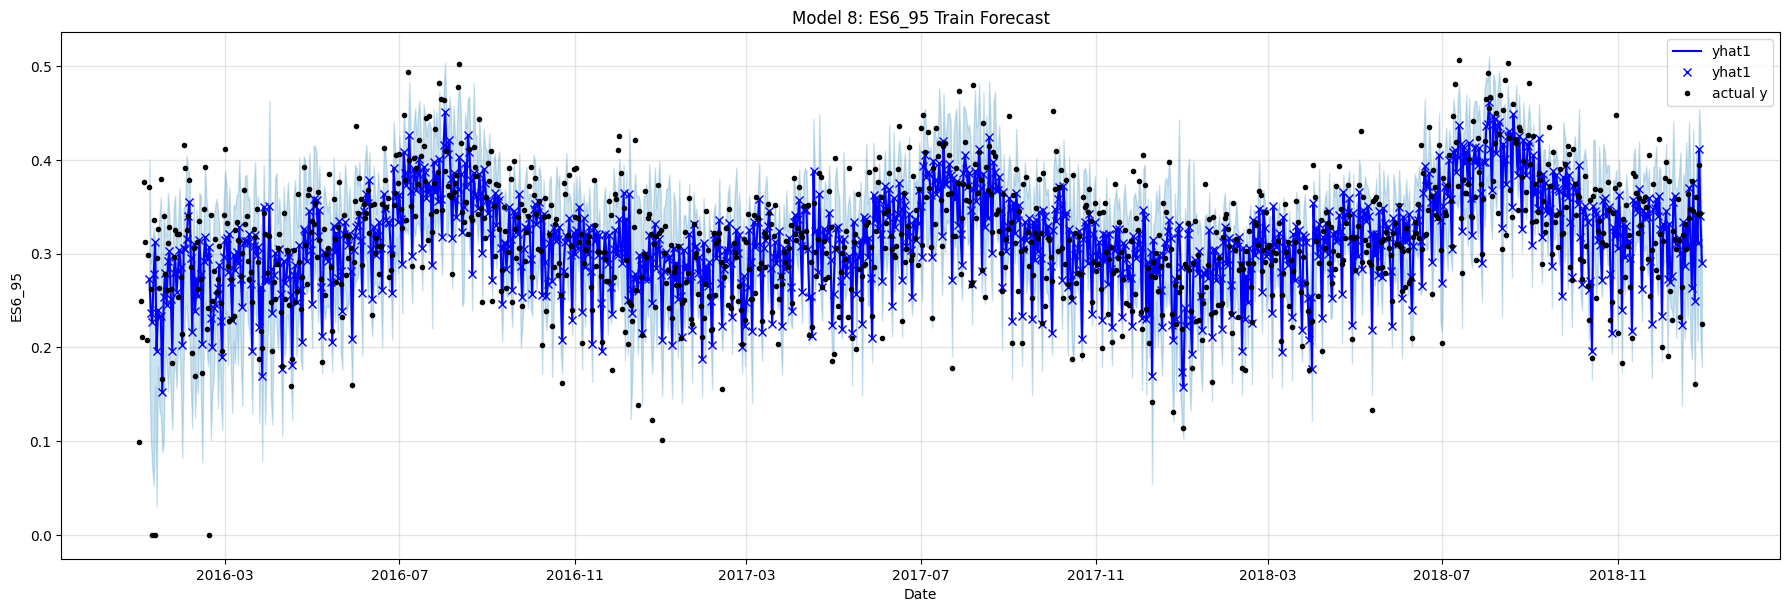 Model 8: ES6_95 Train Forecast
yhat1
yhat1
actual y
0.5
0.4
0.3
0.2
0.1
0.0
ES6_95
2016-03
2016-07
2016-11
2017-03
2017-07
2017-11
2018-03
2018-07
2018-11
Date